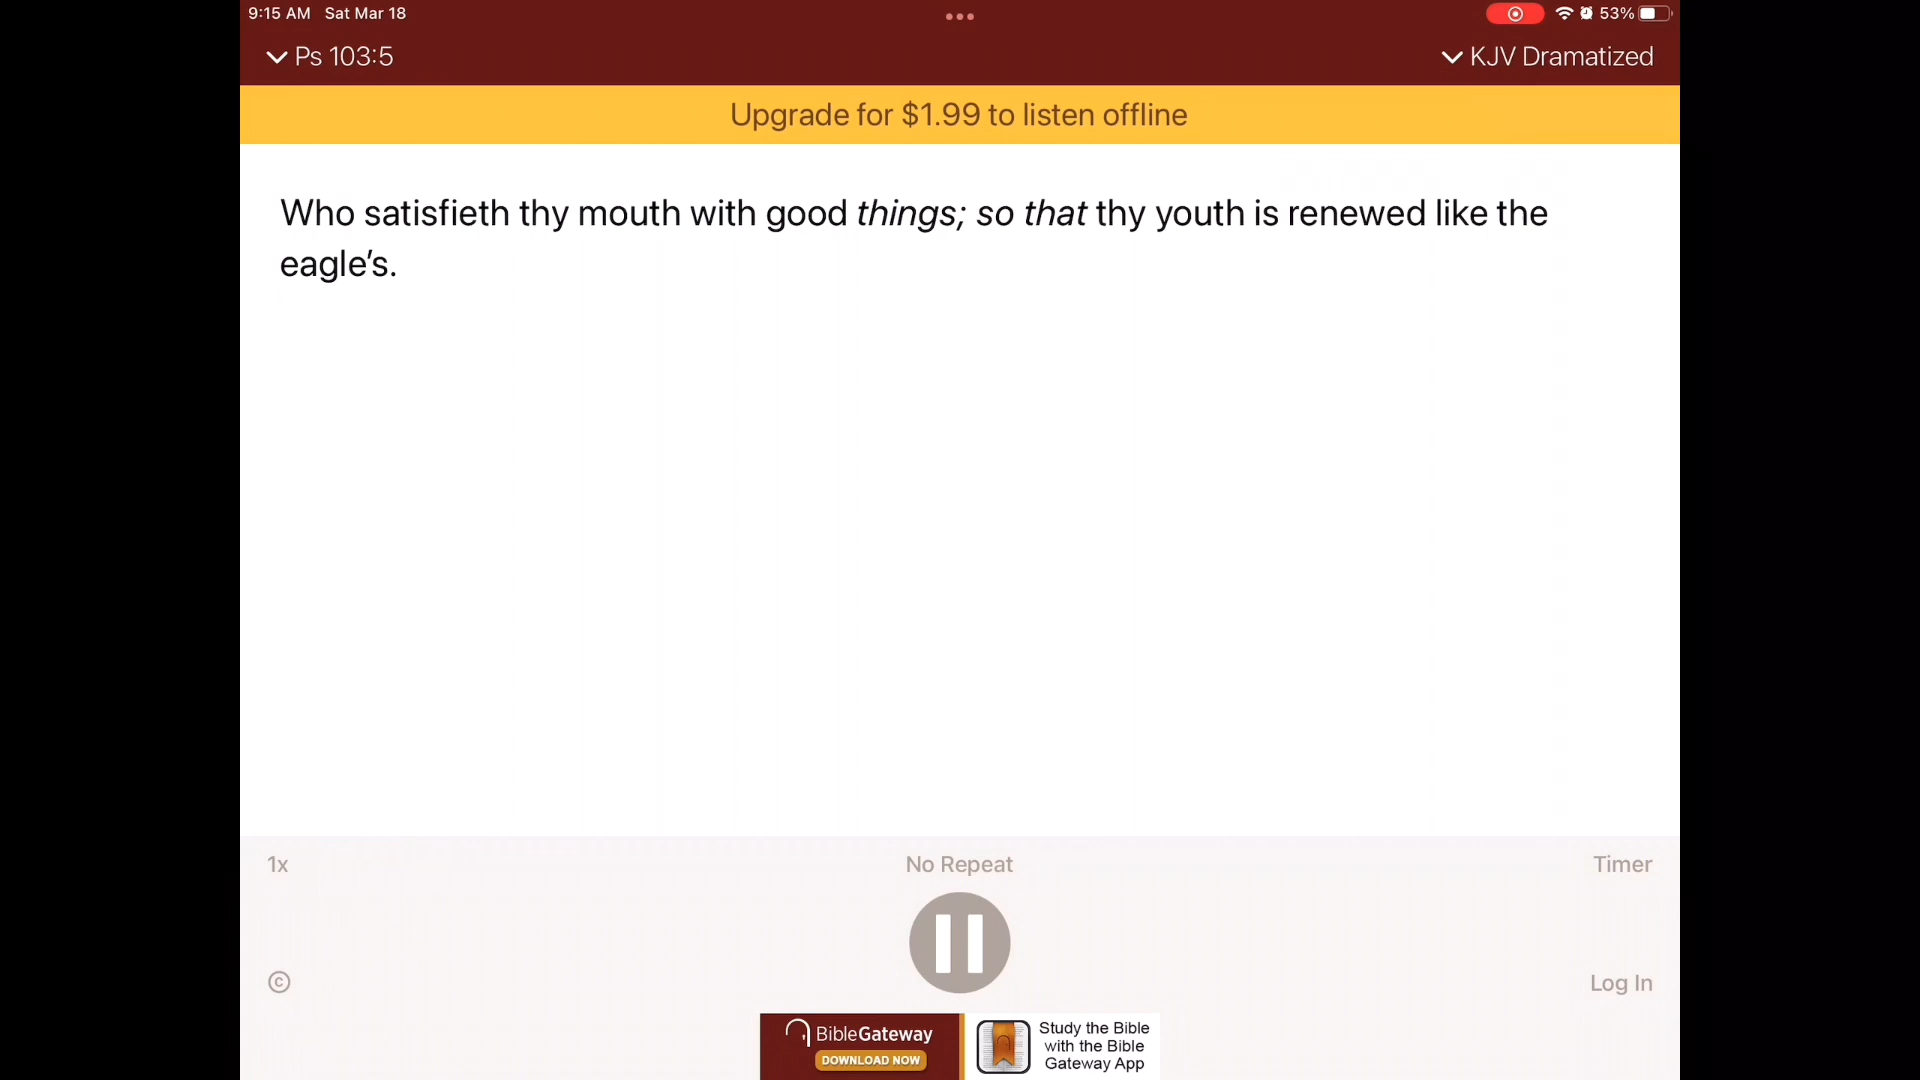 9:15 AM Sat Mar 18
53%
Ps 103:5
KJV Dramatized
Upgrade for $1.99 to listen offline
Who satisfieth thy mouth with good things; so that thy youth is renewed like the
eagle’s.
1x
No Repeat
Timer
©
Log In
BibleGateway
DOWNLOAD NOW
Study the Bible
with the Bible
Gateway App